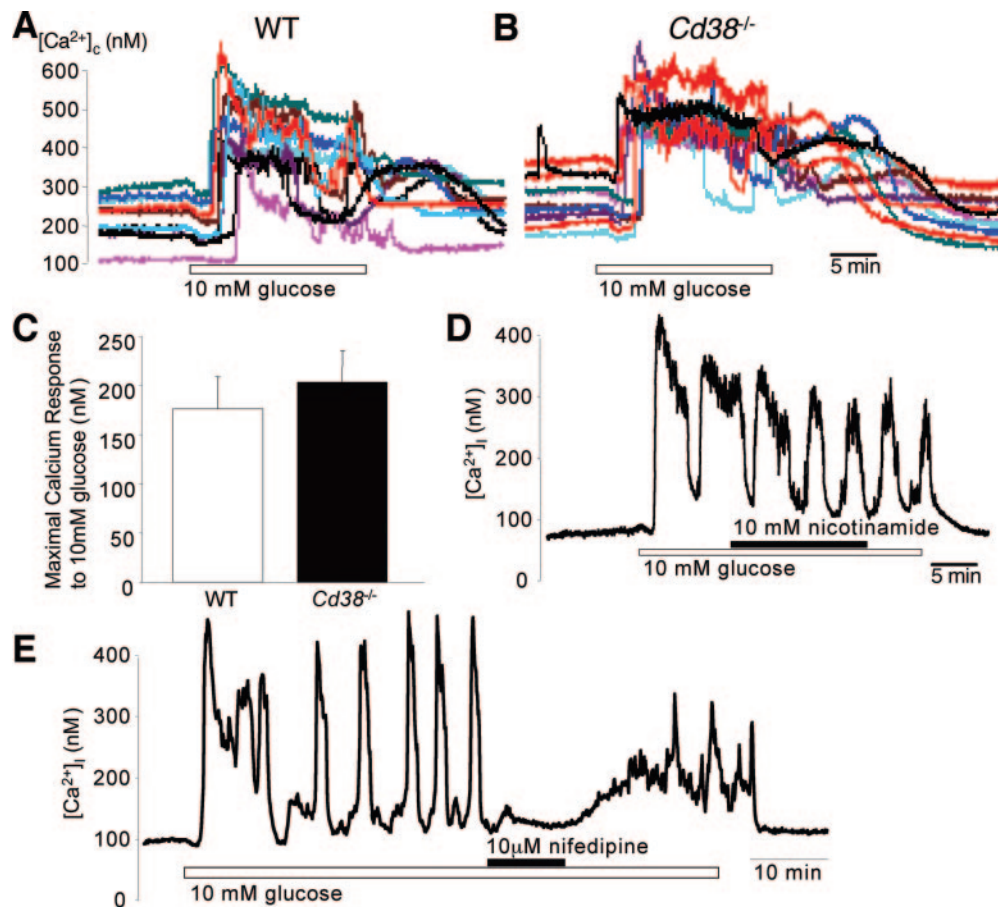 A
WT
B
Cd38-/-
[Ca2+]c (nM)
600
500
400
300
200
100
10 mM glucose
10 mM glucose
5 min
C
Maximal Calcium Response
to 10mM glucose (nM)
250
200
150
100
50
0
WT
Cd38-/-
D
[Ca2+]I (nM)
400
300
200
100
0
10 mM nicotinamide
10 mM glucose
5 min
E
[Ca2+]I (nM)
400
300
200
100
0
10µM nifedipine
10 mM glucose
10 min